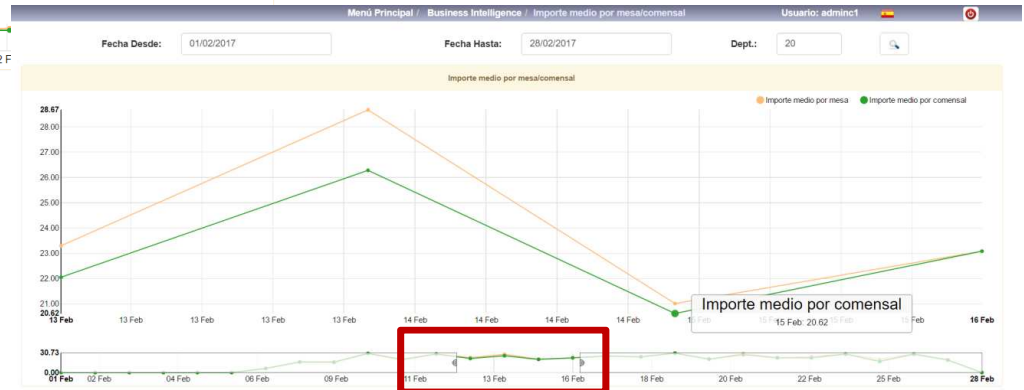 Menú Principal / Business Intelligence / Importe medio por mesa/comensal Usuario: adminc1
Fecha Desde: 01/02/2017 Fecha Hasta: 28/02/2017 Dept.: 20
2 F
Importe medio por mesa/comensal
Importe medio por mesa Importe medio por comensal
28.67
28.00
27.00
26.00
25.00
24.00
23.00
22.00
21.00
20.62
Importe medio por comensal
15 Feb: 20.62
13 Feb 13 Feb 13 Feb 13 Feb 13 Feb 14 Feb 14 Feb 14 Feb 14 Feb Feb 16 Feb
30.73
0.00
01 Feb 02 Feb 04 Feb 06 Feb 09 Feb 11 Feb 13 Feb 16 Feb 18 Feb 20 Feb 22 Feb 25 Feb 28 Feb